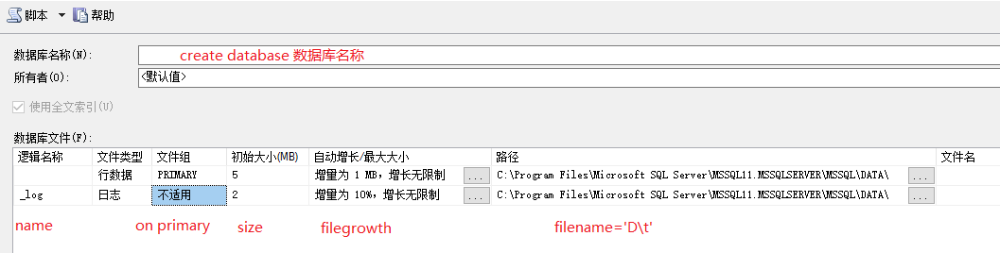 脚本 帮助
数据库名称(N): create database 数据库名称
所有者(O): <默认值>
使用全文索引(U)
数据库文件(F):
逻辑名称 文件类型 文件组 初始大小(MB) 自动增长/最大大小 路径 文件名
行数据 PRIMARY 5 增量为 1 MB，增长无限制 ... C:\Program Files\Microsoft SQL Server\MSSQL11.MSSQLSERVER\MSSQL\DATA\ ...
_log 日志 不适用 2 增量为 10%，增长无限制 ... C:\Program Files\Microsoft SQL Server\MSSQL11.MSSQLSERVER\MSSQL\DATA\ ...
name on primary size filegrowth filename='D\t'